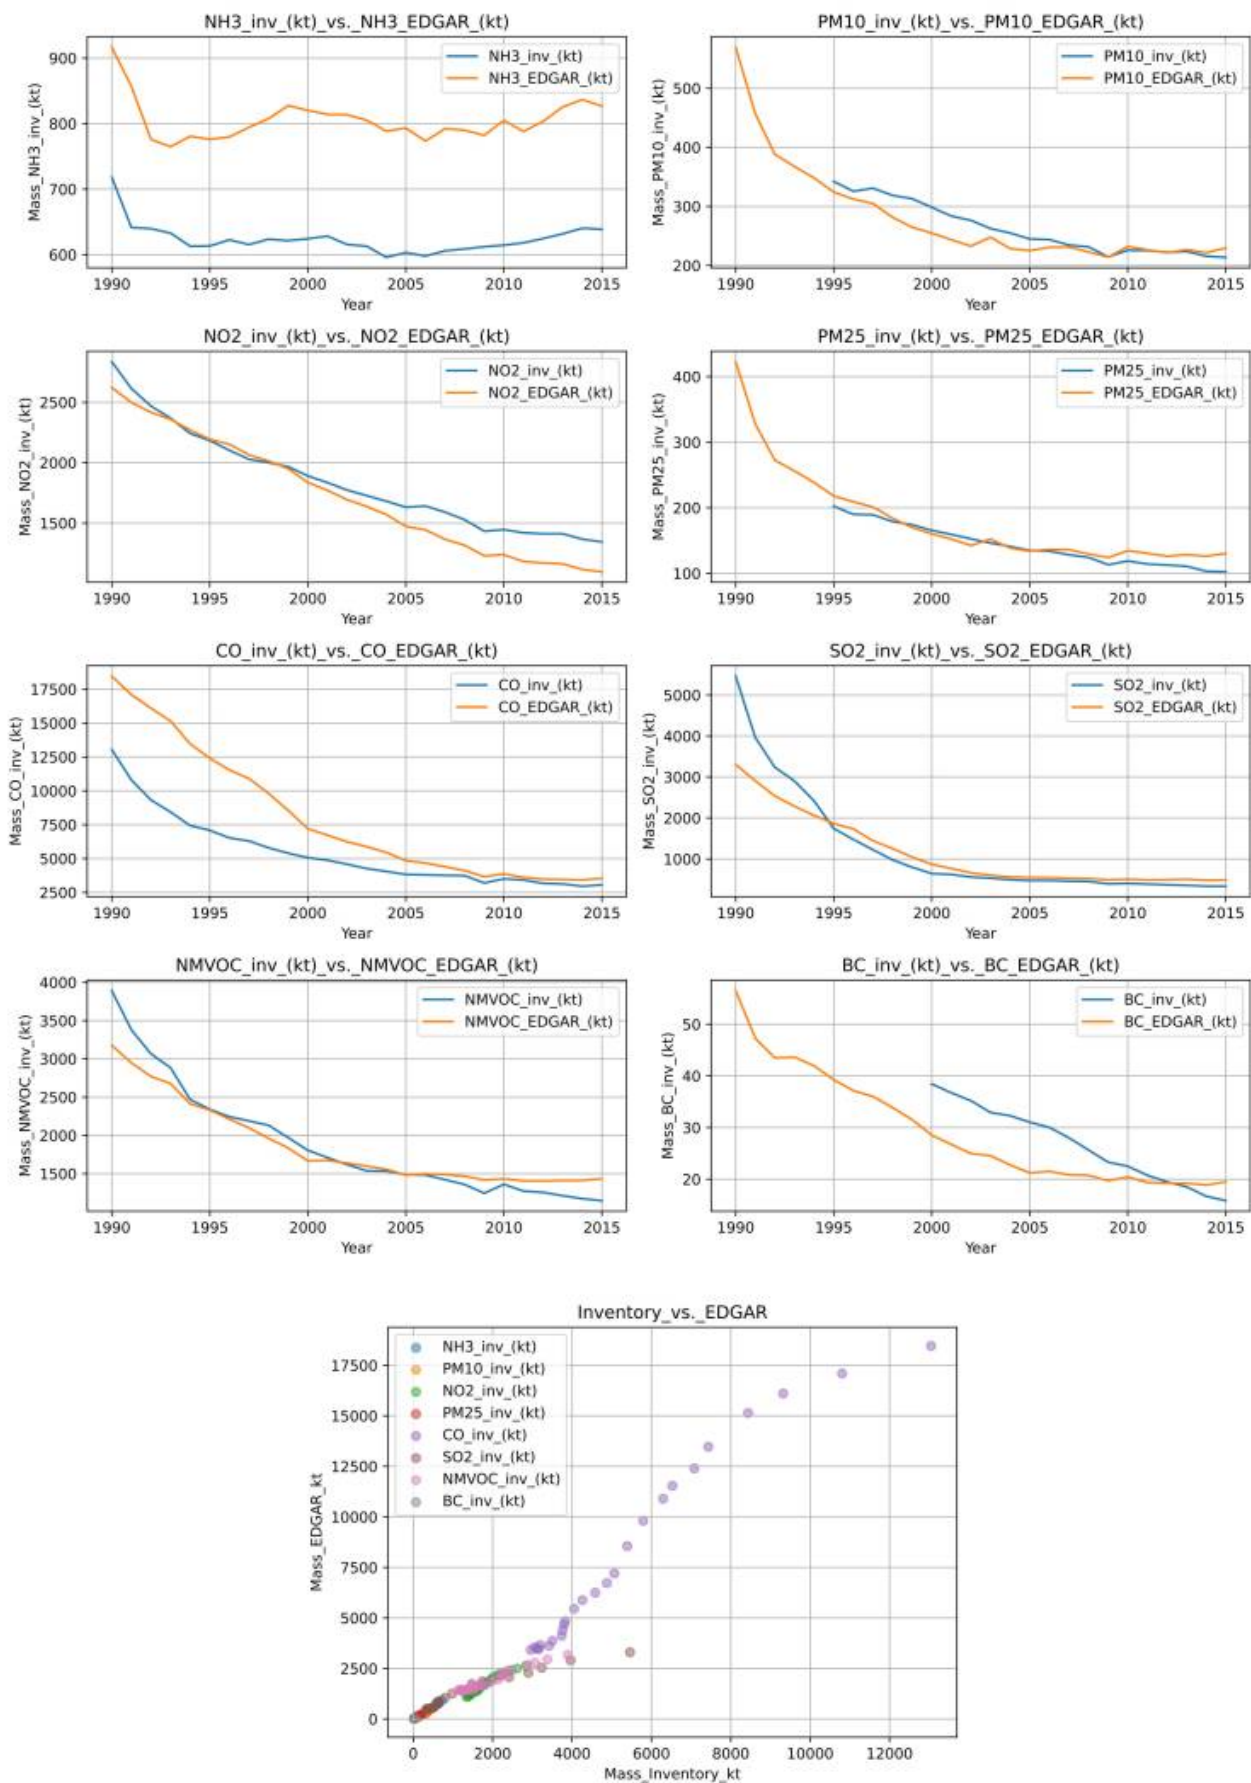 NH3_inv_(kt)_vs._NH3_EDGAR_(kt)
Mass_NH3_inv_(kt)
900
800
700
600
NH3_inv_(kt)
NH3_EDGAR_(kt)
1990 1995 2000 2005 2010 2015
Year
PM10_inv_(kt)_vs._PM10_EDGAR_(kt)
Mass_PM10_inv_(kt)
500
400
300
200
PM10_inv_(kt)
PM10_EDGAR_(kt)
1990 1995 2000 2005 2010 2015
Year
NO2_inv_(kt)_vs._NO2_EDGAR_(kt)
Mass_NO2_inv_(kt)
2500
2000
1500
NO2_inv_(kt)
NO2_EDGAR_(kt)
1990 1995 2000 2005 2010 2015
Year
PM25_inv_(kt)_vs._PM25_EDGAR_(kt)
Mass_PM25_inv_(kt)
400
300
200
100
PM25_inv_(kt)
PM25_EDGAR_(kt)
1990 1995 2000 2005 2010 2015
Year
CO_inv_(kt)_vs._CO_EDGAR_(kt)
Mass_CO_inv_(kt)
17500
15000
12500
10000
7500
5000
2500
CO_inv_(kt)
CO_EDGAR_(kt)
1990 1995 2000 2005 2010 2015
Year
SO2_inv_(kt)_vs._SO2_EDGAR_(kt)
Mass_SO2_inv_(kt)
5000
4000
3000
2000
1000
SO2_inv_(kt)
SO2_EDGAR_(kt)
1990 1995 2000 2005 2010 2015
Year
NMVOC_inv_(kt)_vs._NMVOC_EDGAR_(kt)
Mass_NMVOC_inv_(kt)
4000
3500
3000
2500
2000
1500
1000
NMVOC_inv_(kt)
NMVOC_EDGAR_(kt)
1990 1995 2000 2005 2010 2015
Year
BC_inv_(kt)_vs._BC_EDGAR_(kt)
Mass_BC_inv_(kt)
50
40
30
20
BC_inv_(kt)
BC_EDGAR_(kt)
1990 1995 2000 2005 2010 2015
Year
Inventory_vs._EDGAR
Mass_EDGAR_kt
17500
15000
12500
10000
7500
5000
2500
0
NH3_inv_(kt)
PM10_inv_(kt)
NO2_inv_(kt)
PM25_inv_(kt)
CO_inv_(kt)
SO2_inv_(kt)
NMVOC_inv_(kt)
BC_inv_(kt)
0 2000 4000 6000 8000 10000 12000
Mass_Inventory_kt